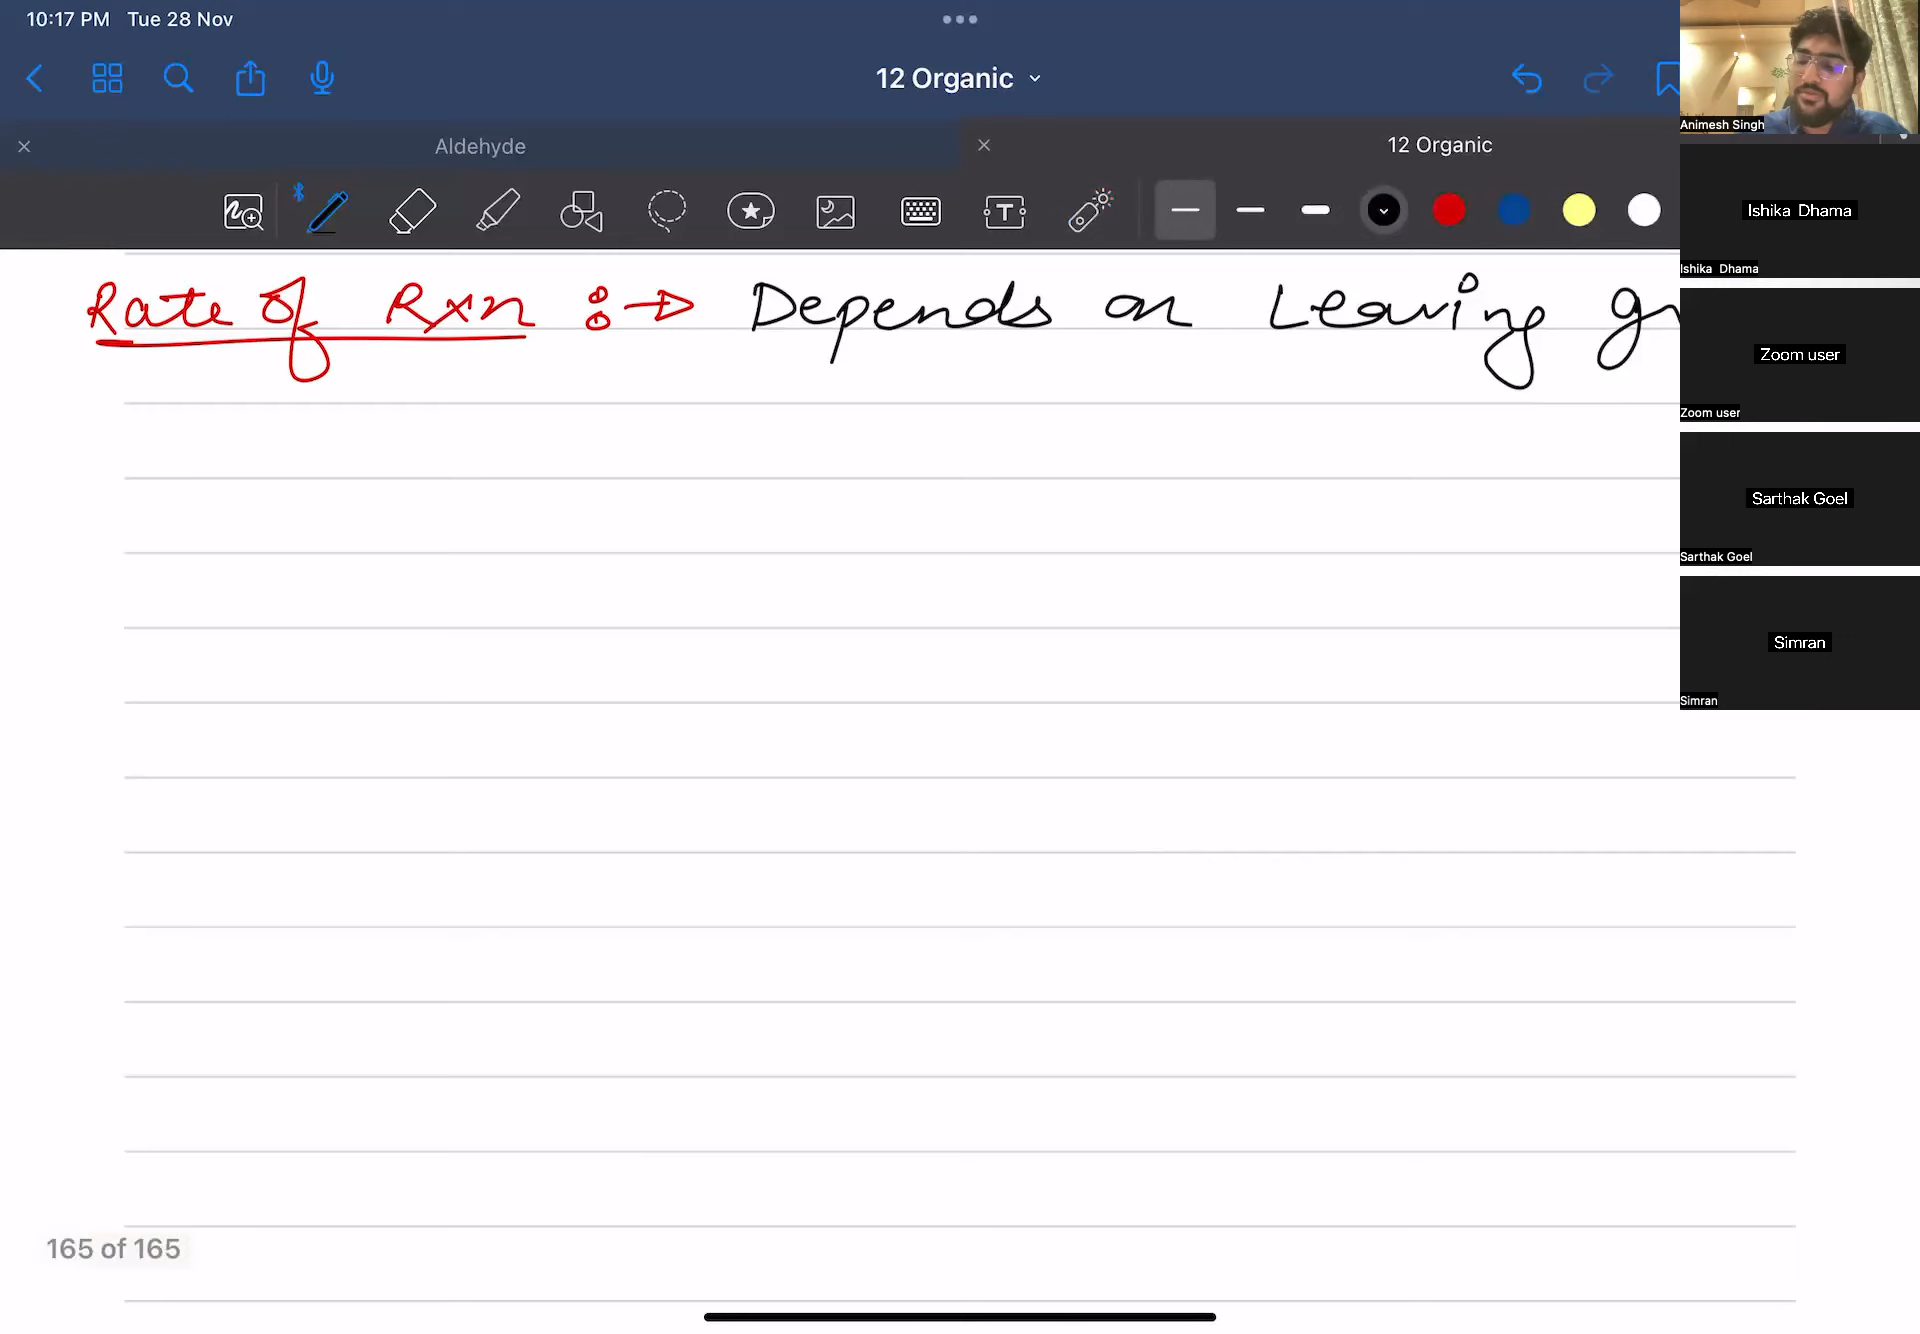 10:17 PM Tue 28 Nov
12 Organic
Aldehyde
12 Organic
Rate of Rxn :→ Depends on Leaving
Animesh Singh
Ishika Dhama
Ishika Dhama
Zoom user
Zoom user
Sarthak Goel
Sarthak Goel
Simran
Simran
165 of 165